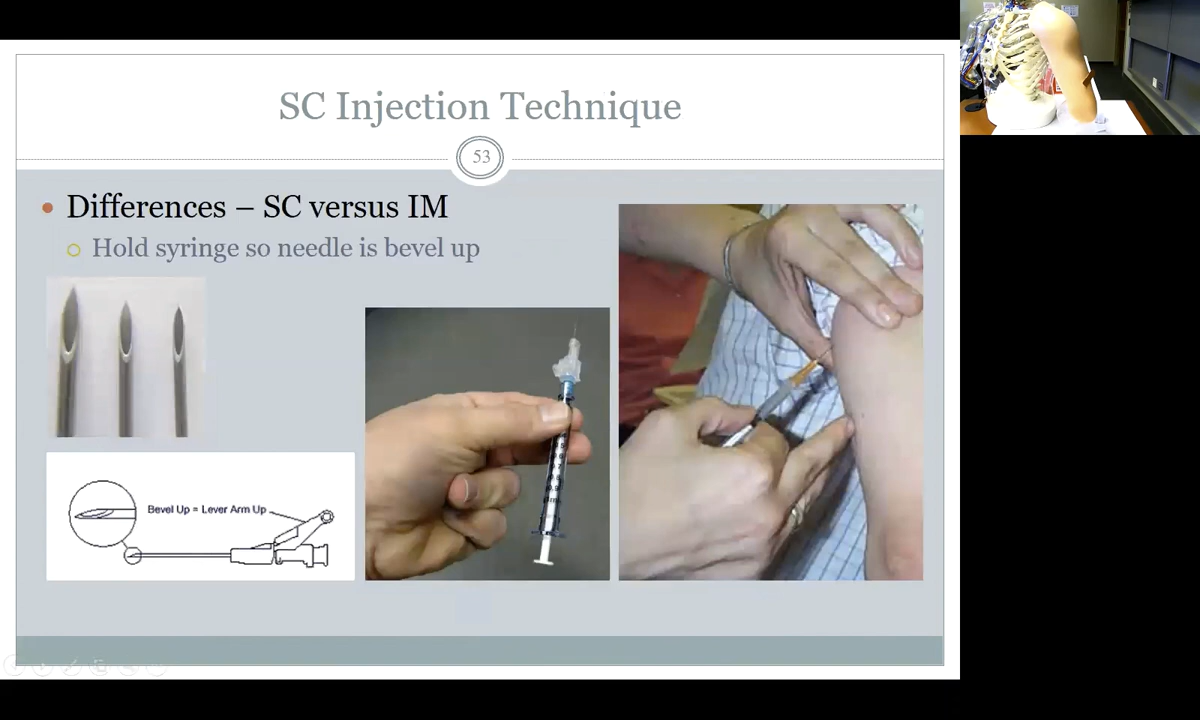 SC Injection Technique
53
Differences – SC versus IM
Hold syringe so needle is bevel up
Bevel Up = Lever Arm Up